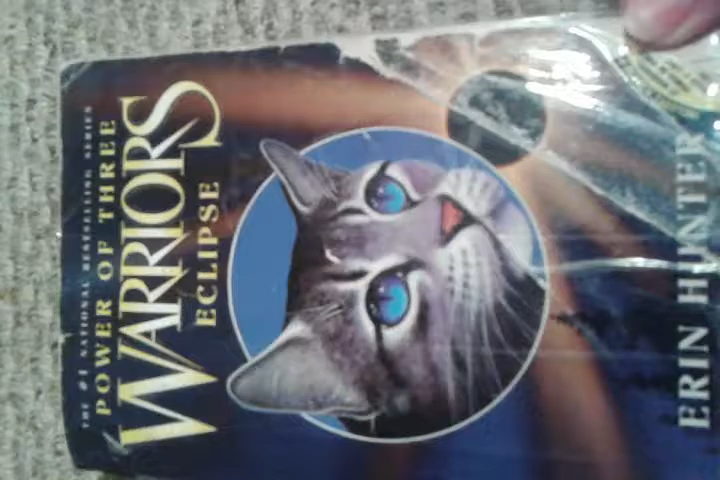 THE #1 NATIONAL BESTSELLING SERIES
POWER OF THREE
WARRIORS
ECLIPSE
ERIN HUNTER